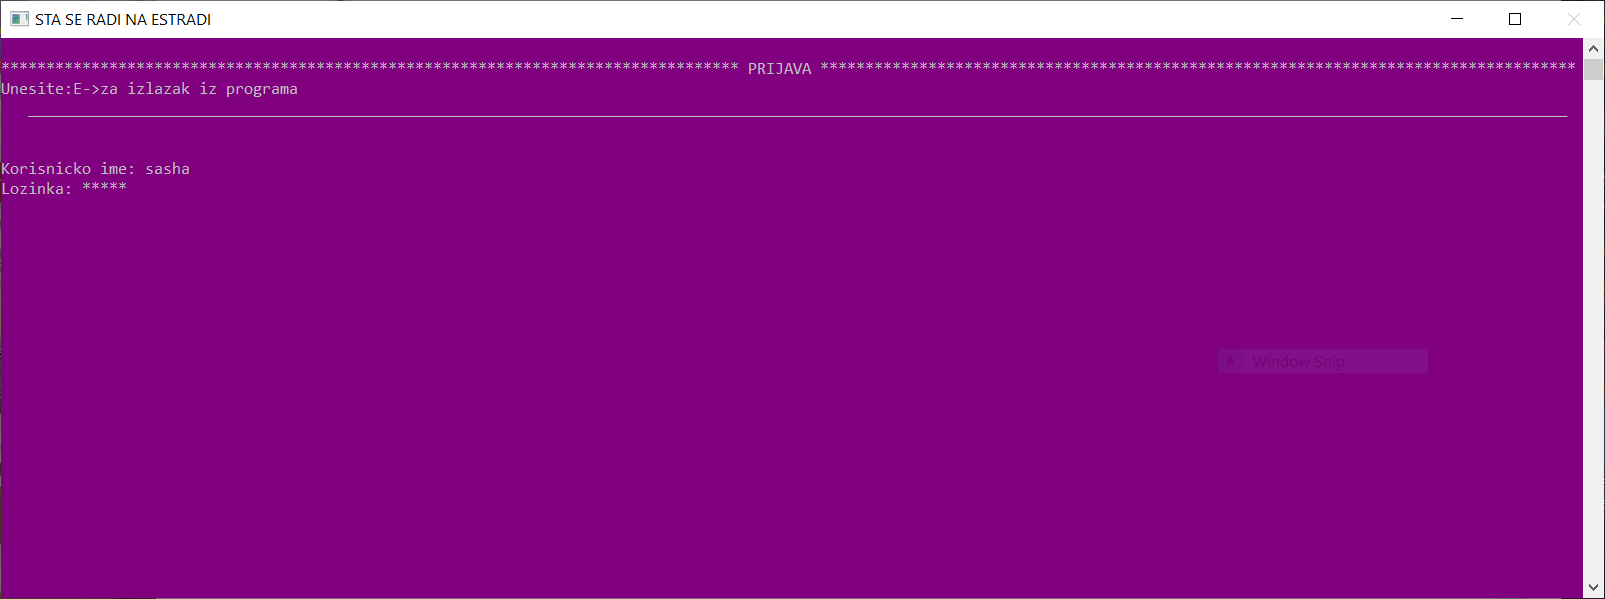 STA SE RADI NA ESTRADI
********************************************************************************** PRIJAVA ************************************************************************************
Unesite:E->za izlazak iz programa
Korisnicko ime: sasha
Lozinka: *****
Window Snip